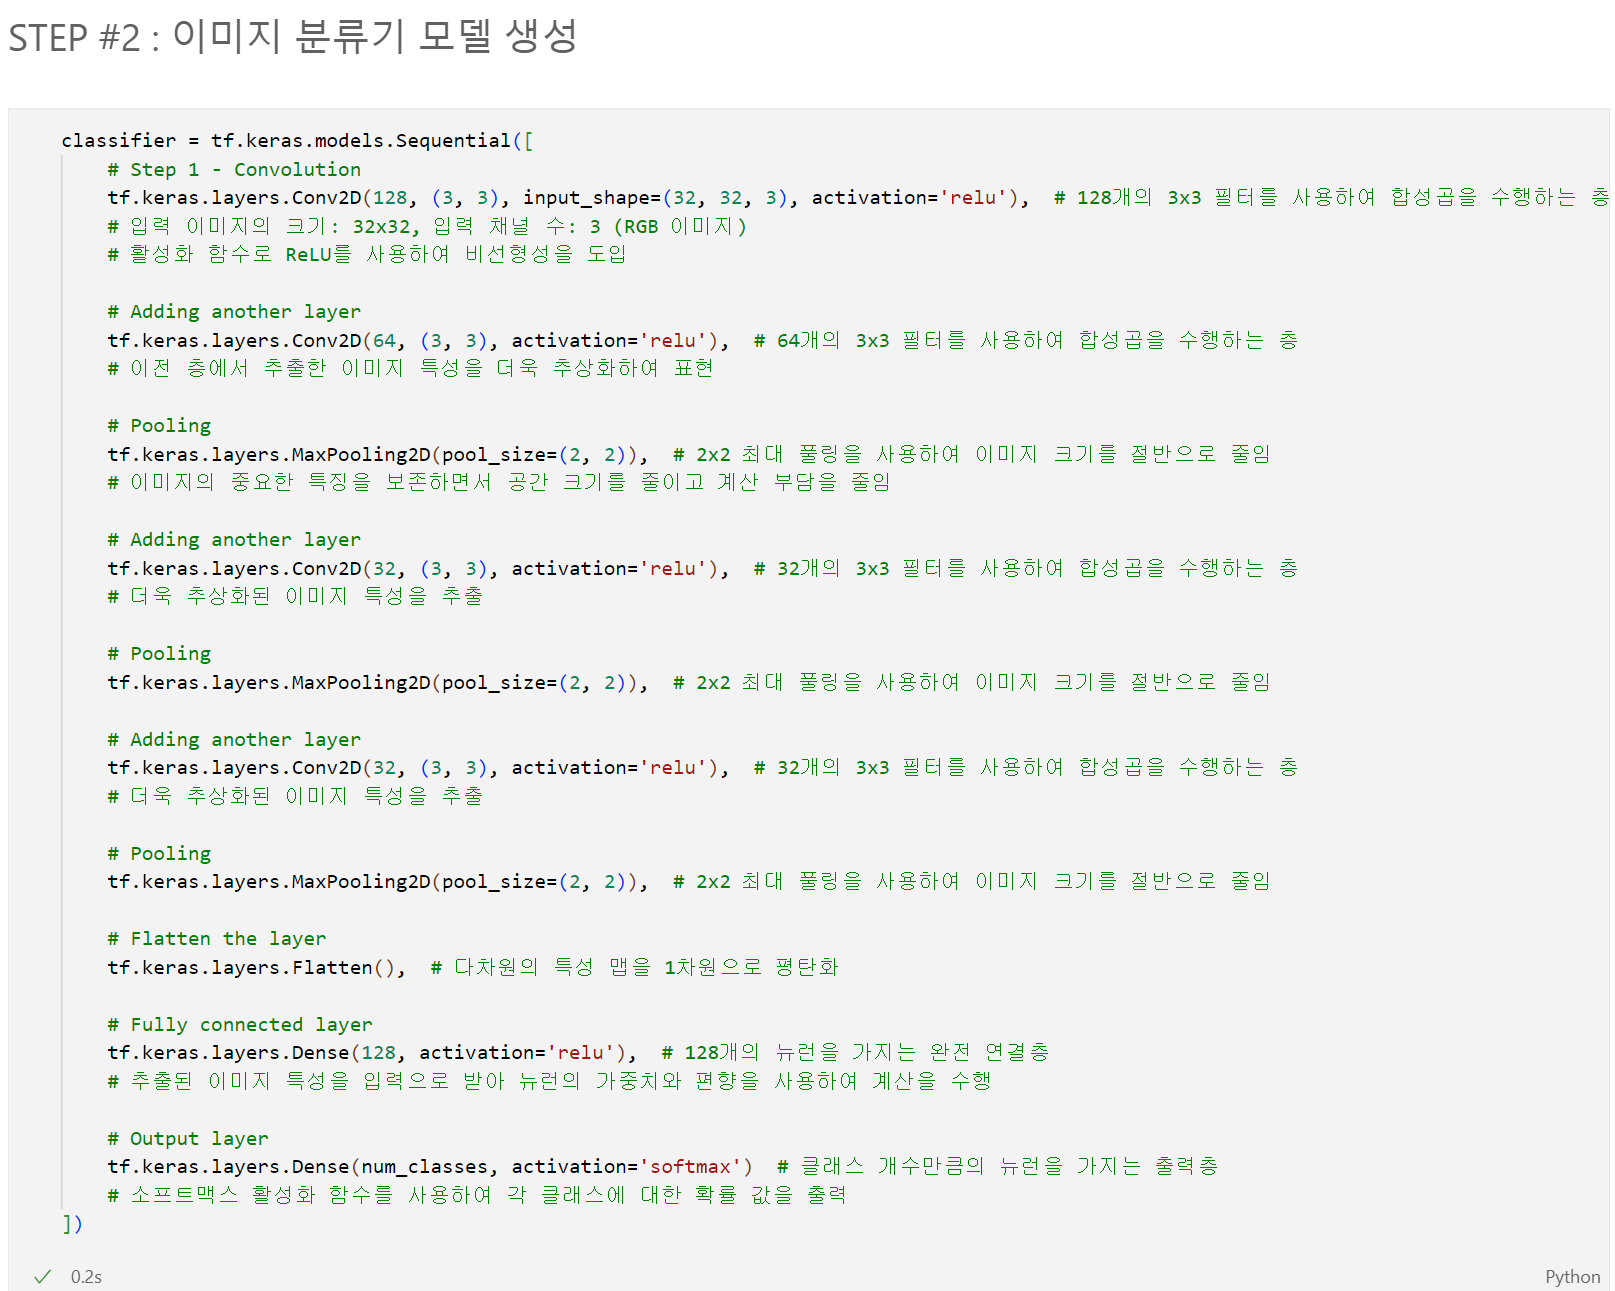 STEP #2 : 이미지 분류기 모델 생성
classifier = tf.keras.models.Sequential([
# Step 1 - Convolution
tf.keras.layers.Conv2D(128, (3, 3), input_shape=(32, 32, 3), activation='relu'),  # 128개의 3x3 필터를 사용하여 합성곱을 수행하는 층
# 입력 이미지의 크기: 32x32, 입력 채널 수: 3 (RGB 이미지)
# 활성화 함수로 ReLU를 사용하여 비선형성을 도입
# Adding another layer
tf.keras.layers.Conv2D(64, (3, 3), activation='relu'),  # 64개의 3x3 필터를 사용하여 합성곱을 수행하는 층
# 이전 층에서 추출한 이미지 특성을 더욱 추상화하여 표현
# Pooling
tf.keras.layers.MaxPooling2D(pool_size=(2, 2)),  # 2x2 최대 풀링을 사용하여 이미지 크기를 절반으로 줄임
# 이미지의 중요한 특징을 보존하면서 공간 크기를 줄이고 계산 부담을 줄임
# Adding another layer
tf.keras.layers.Conv2D(32, (3, 3), activation='relu'),  # 32개의 3x3 필터를 사용하여 합성곱을 수행하는 층
# 더욱 추상화된 이미지 특성을 추출
# Pooling
tf.keras.layers.MaxPooling2D(pool_size=(2, 2)),  # 2x2 최대 풀링을 사용하여 이미지 크기를 절반으로 줄임
# Adding another layer
tf.keras.layers.Conv2D(32, (3, 3), activation='relu'),  # 32개의 3x3 필터를 사용하여 합성곱을 수행하는 층
# 더욱 추상화된 이미지 특성을 추출
# Pooling
tf.keras.layers.MaxPooling2D(pool_size=(2, 2)),  # 2x2 최대 풀링을 사용하여 이미지 크기를 절반으로 줄임
# Flatten the layer
tf.keras.layers.Flatten(),  # 다차원의 특성 맵을 1차원으로 평탄화
# Fully connected layer
tf.keras.layers.Dense(128, activation='relu'),  # 128개의 뉴런을 가지는 완전 연결층
# 추출된 이미지 특성을 입력으로 받아 뉴런의 가중치와 편향을 사용하여 계산을 수행
# Output layer
tf.keras.layers.Dense(num_classes, activation='softmax')  # 클래스 개수만큼의 뉴런을 가지는 출력층
# 소프트맥스 활성화 함수를 사용하여 각 클래스에 대한 확률 값을 출력
])
0.2s
Python